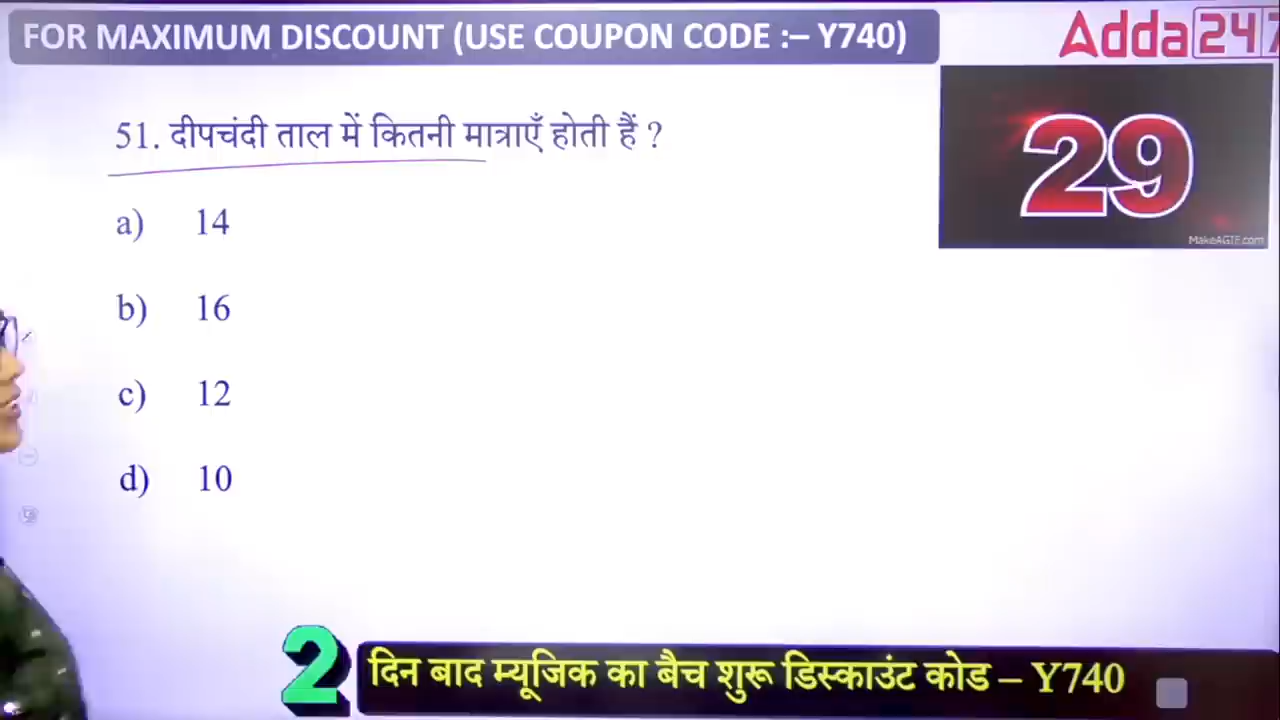 FOR MAXIMUM DISCOUNT (USE COUPON CODE :– Y740)
Adda247
51. दीपचंदी ताल में कितनी मात्राएँ होती हैं ?
29
MakeAGIF.com
a) 14
b) 16
c) 12
d) 10
2 दिन बाद म्यूजिक का बैच शुरू डिस्काउंट कोड – Y740